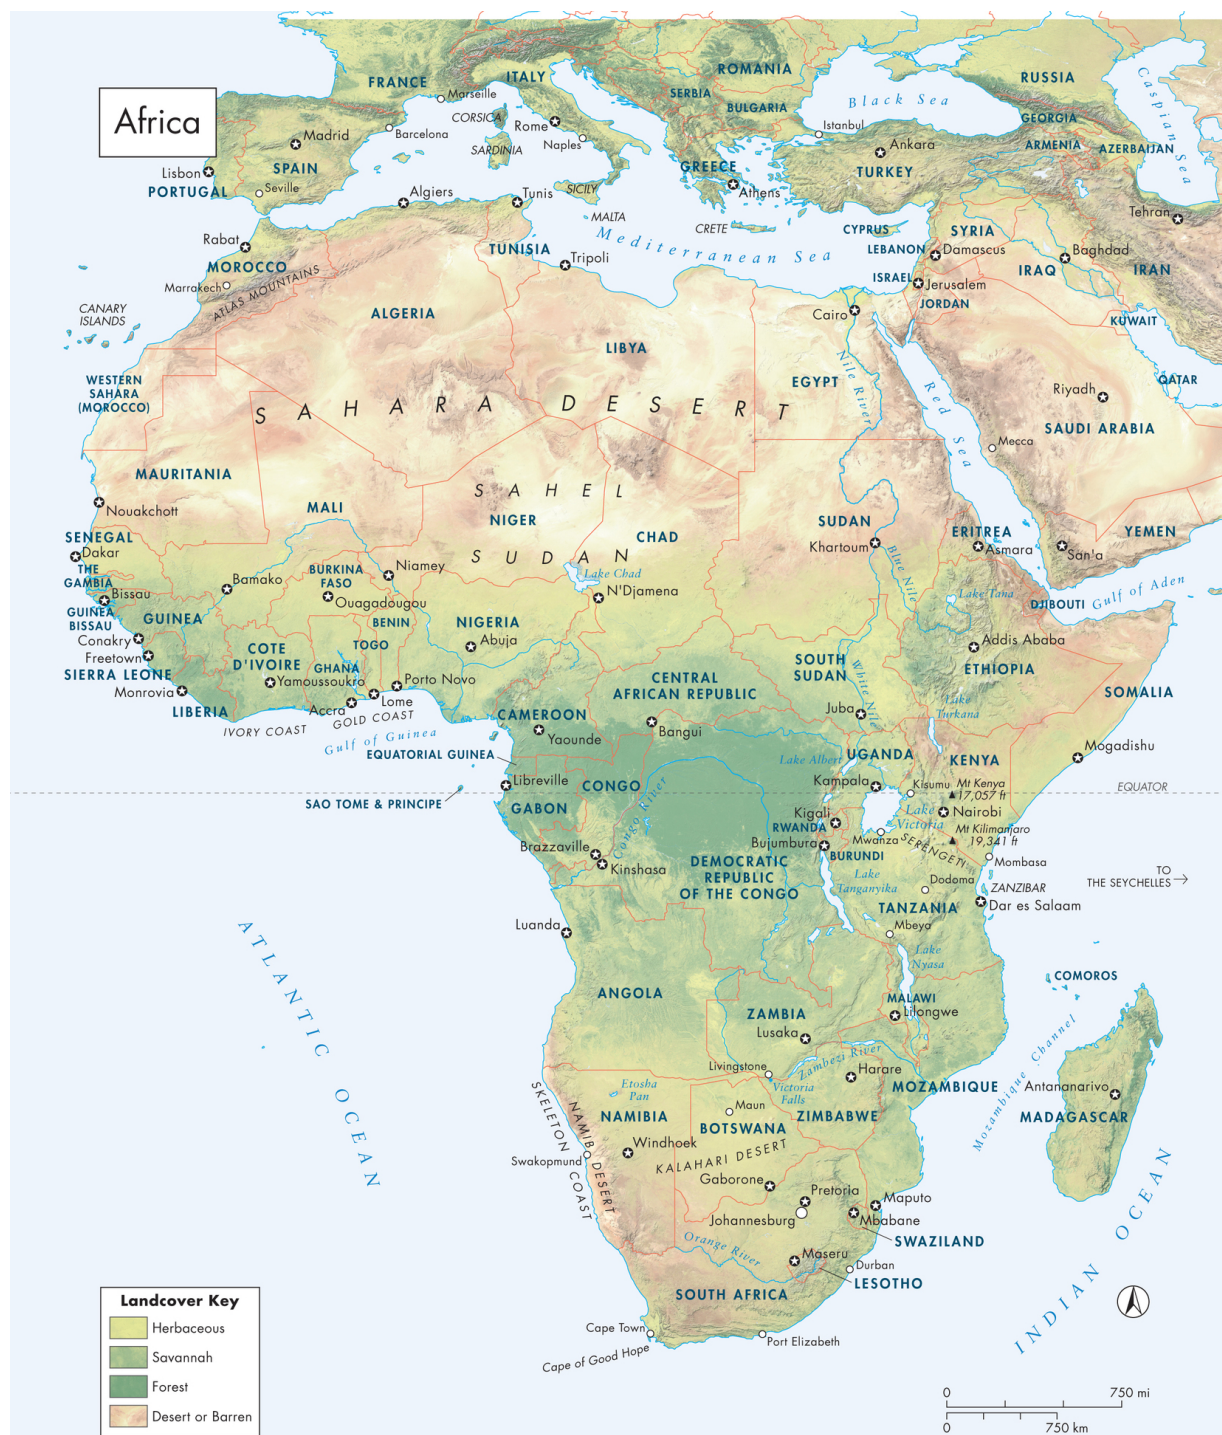 Africa
FRANCE
ITALY
ROMANIA
RUSSIA
SERBIA
BULGARIA
Marseille
CORSICA
Rome
Naples
Black Sea
Caspian Sea
GEORGIA
ARMENIA
AZERBAIJAN
Istanbul
Madrid
Barcelona
SARDINIA
Ankara
SPAIN
Lisbon
PORTUGAL
Seville
GREECE
Athens
TURKEY
Algiers
Tunis
SICILY
MALTA
CRETE
CYPRUS
SYRIA
Tehran
Rabat
MOROCCO
TUNISIA
Tripoli
Mediterranean Sea
LEBANON
Damascus
Baghdad
IRAQ
IRAN
Marrakech
ATLAS MOUNTAINS
ISRAEL
Jerusalem
JORDAN
CANARY
ISLANDS
ALGERIA
Cairo
KUWAIT
LIBYA
WESTERN
SAHARA
(MOROCCO)
EGYPT
Nile River
Red Sea
Riyadh
QATAR
SAHARA DESERT
SAUDI ARABIA
Mecca
MAURITANIA
SAHEL
Nouakchott
MALI
NIGER
CHAD
SUDAN
ERITREA
YEMEN
SENEGAL
Dakar
SUDAN
Khartoum
Asmara
San'a
THE
GAMBIA
Bamako
BURKINA
FASO
Niamey
Lake Chad
N'Djamena
Blue Nile
Lake Tana
DJIBOUTI
Gulf of Aden
Bissau
GUINEA
BISSAU
GUINEA
Ouagadougou
BENIN
NIGERIA
Abuja
Conakry
Freetown
SIERRA LEONE
Monrovia
COTE
D'IVOIRE
TOGO
GHANA
Yamoussoukro
Porto Novo
Addis Ababa
ETHIOPIA
SOUTH
SUDAN
White Nile
CENTRAL
AFRICAN REPUBLIC
SOMALIA
LIBERIA
Accra
Lome
IVORY COAST
GOLD COAST
Gulf of Guinea
CAMEROON
Yaounde
Bangui
Juba
Lake
Turkana
Mogadishu
EQUATORIAL GUINEA
Lake Albert
UGANDA
KENYA
Libreville
CONGO
Kampala
Kisumu
Mt Kenya
17,057 ft
EQUATOR
SAO TOME & PRINCIPE
GABON
Congo River
Kigali
RWANDA
Lake
Victoria
Nairobi
Mt Kilimanjaro
19,341 ft
Brazzaville
Kinshasa
Bujumbura
BURUNDI
Mwanza
SERENGETI
Mombasa
DEMOCRATIC
REPUBLIC
OF THE CONGO
Lake
Tanganyika
Dodoma
ZANZIBAR
TO
THE SEYCHELLES
TANZANIA
Dar es Salaam
Luanda
Mbeya
Lake
Nyasa
ATLANTIC OCEAN
ANGOLA
COMOROS
ZAMBIA
MALAWI
Lilongwe
Lusaka
Mozambique Channel
Livingstone
Zambezi River
Harare
Victoria
Falls
MOZAMBIQUE
Antananarivo
MADAGASCAR
Etosha
Pan
SKELETON COAST
NAMIB DESERT
NAMIBIA
Maun
BOTSWANA
ZIMBABWE
Windhoek
Swakopmund
KALAHARI DESERT
Gaborone
Pretoria
Maputo
Johannesburg
Mbabane
SWAZILAND
INDIAN OCEAN
Orange River
Maseru
Durban
LESOTHO
SOUTH AFRICA
Cape Town
Port Elizabeth
Cape of Good Hope
Landcover Key
Herbaceous
Savannah
Forest
Desert or Barren
0 750 mi
0 750 km